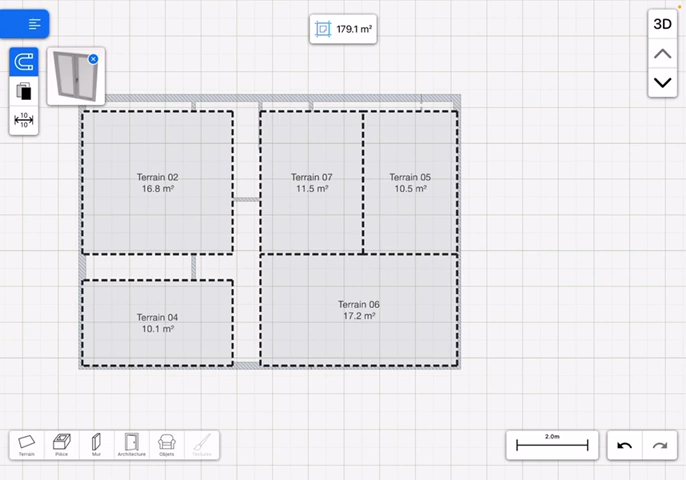 179.1 m²
3D
10
10
Terrain 02
16.8 m²
Terrain 07
11.5 m²
Terrain 05
10.5 m²
Terrain 04
10.1 m²
Terrain 06
17.2 m²
Terrain
Pièce
Mur
Architecture
Objets
Textures
2.0m